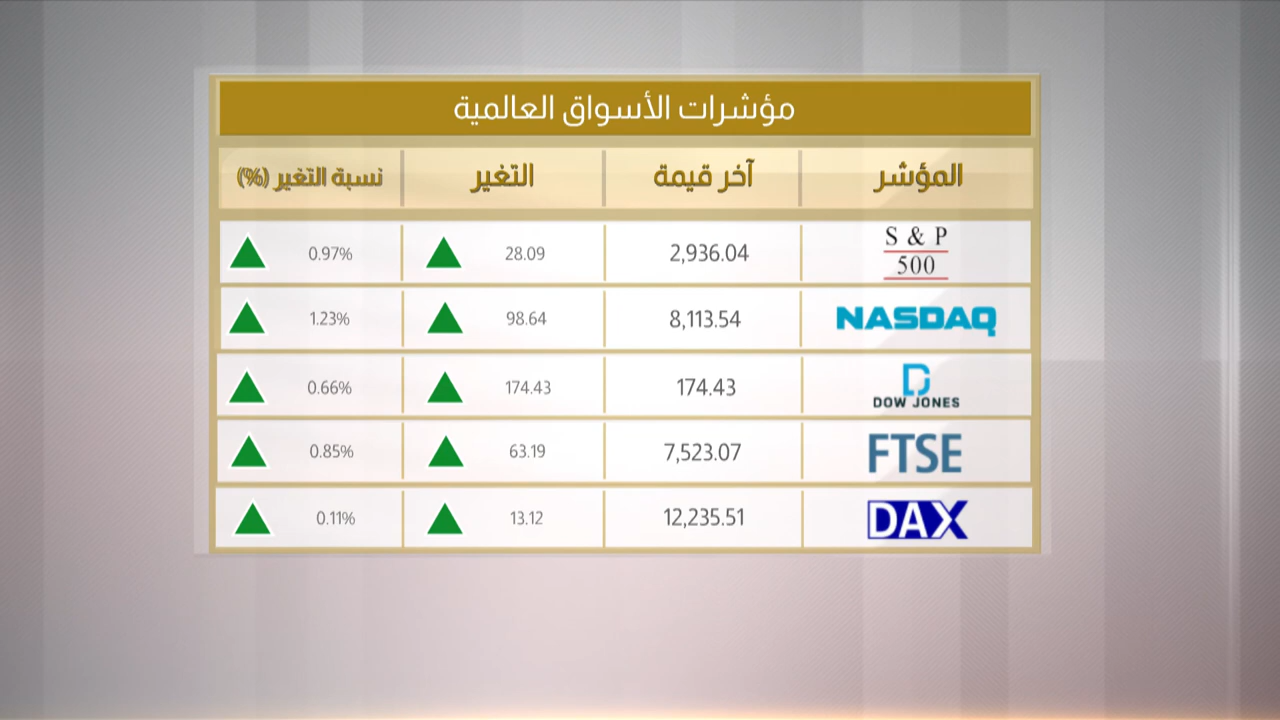 مؤشرات الأسواق العالمية
المؤشر آخر قيمة التغير نسبة التغير (%)
S & P
500
2,936.04 28.09 0.97%
NASDAQ 8,113.54 98.64 1.23%
DOW JONES 174.43 174.43 0.66%
FTSE 7,523.07 63.19 0.85%
DAX 12,235.51 13.12 0.11%